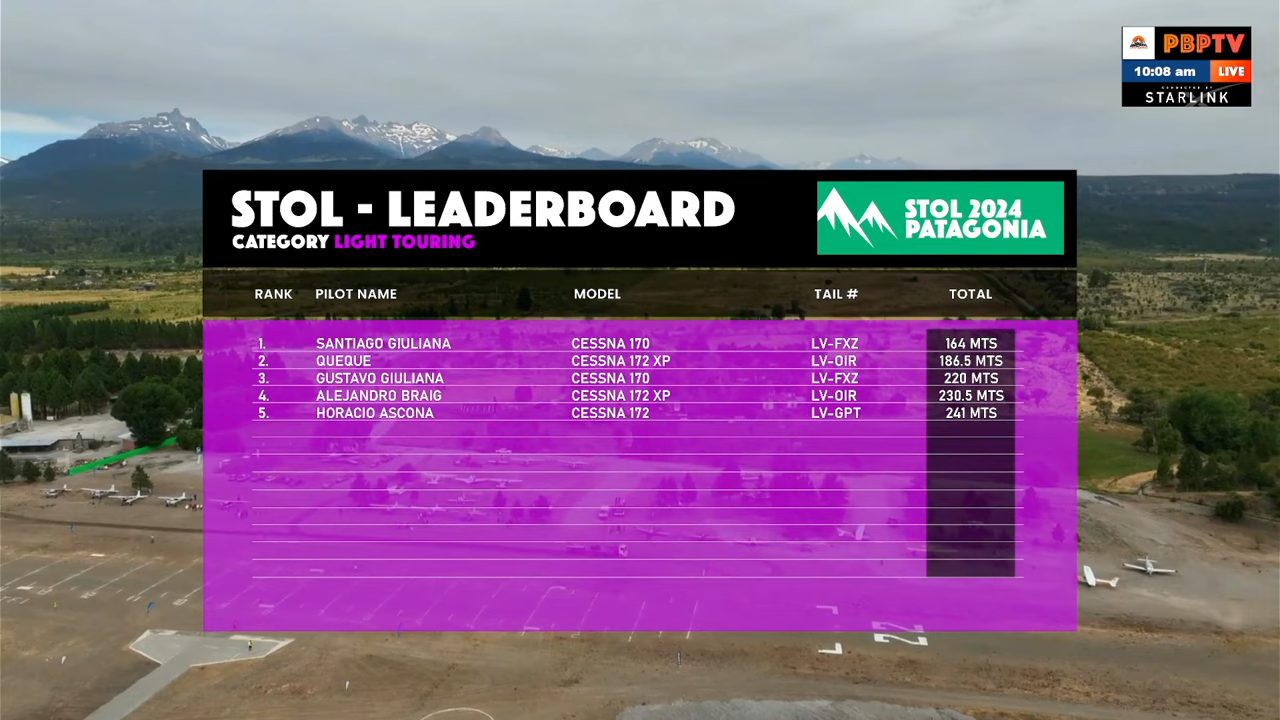 PBPTV
10:08 am LIVE
STARLINK
STOL - LEADERBOARD
CATEGORY LIGHT TOURING
STOL 2024
PATAGONIA
RANK PILOT NAME MODEL TAIL # TOTAL
1. SANTIAGO GIULIANA CESSNA 170 LV-FXZ 164 MTS
2. QUEQUE CESSNA 172 XP LV-OIR 186.5 MTS
3. GUSTAVO GIULIANA CESSNA 170 LV-FXZ 220 MTS
4. ALEJANDRO BRAIG CESSNA 172 XP LV-OIR 230.5 MTS
5. HORACIO ASCONA CESSNA 172 LV-GPT 241 MTS
22